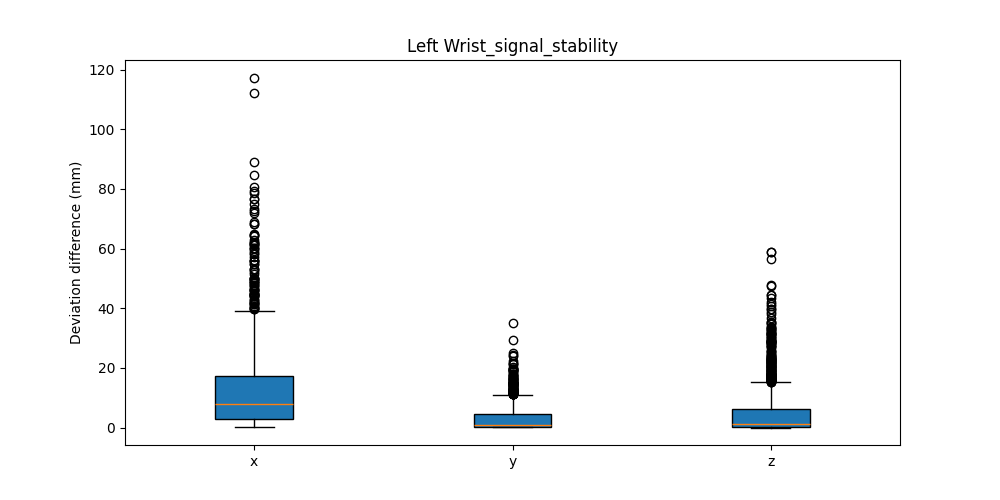 Left Wrist_signal_stability
Deviation difference (mm)
120
100
80
60
40
20
0
x
y
z